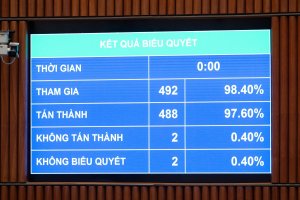 KẾT QUẢ BIỂU QUYẾT
THỜI GIAN 0:00
THAM GIA 492 98.40%
TÁN THÀNH 488 97.60%
KHÔNG TÁN THÀNH 2 0.40%
KHÔNG BIỂU QUYẾT 2 0.40%